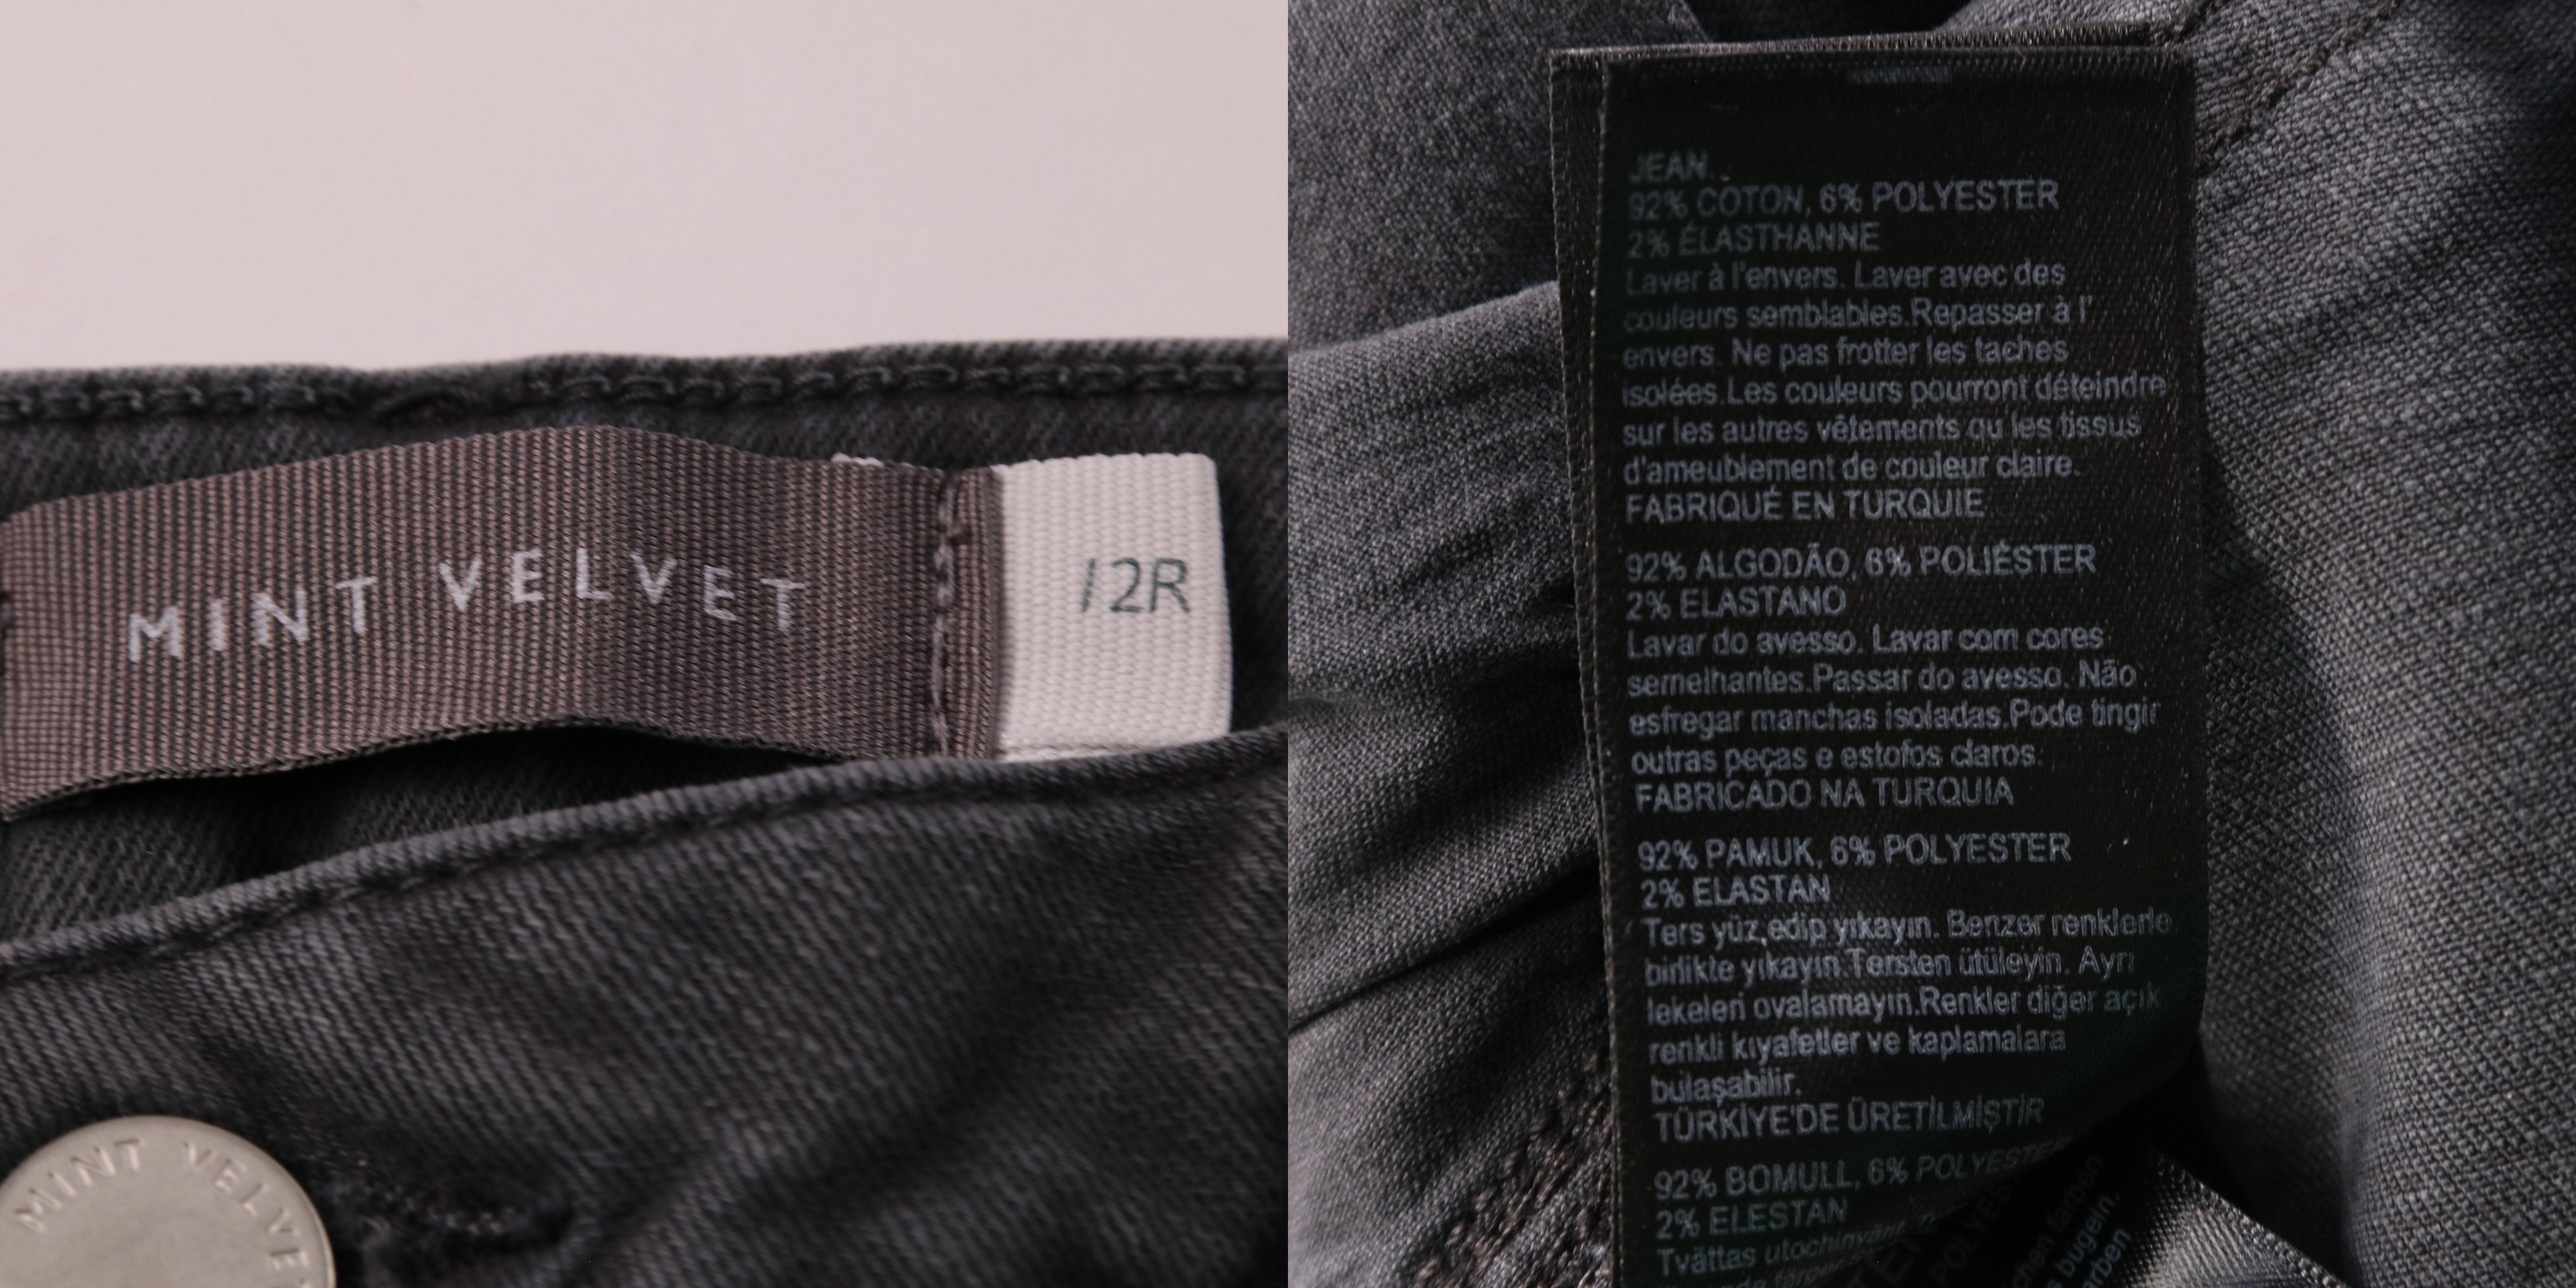 MINT VELVET
12R
MINT VELVET
JEAN.
92% COTON, 6% POLYESTER
2% ÉLASTHANNE
Laver à l'envers. Laver avec des
couleurs semblables.Repasser à l'
envers. Ne pas frotter les taches
isolées.Les couleurs pourront déteindre
sur les autres vêtements ou les tissus
d'ameublement de couleur claire.
FABRIQUÉ EN TURQUIE
92% ALGODÃO, 6% POLIÉSTER
2% ELASTANO
Lavar do avesso. Lavar com cores
semelhantes.Passar do avesso. Não
esfregar manchas isoladas.Pode tingir
outras peças e estofos claros.
FABRICADO NA TURQUIA
92% PAMUK, 6% POLYESTER
2% ELASTAN
Ters yüz edip yıkayın. Benzer renklerle
birlikte yıkayın.Tersten ütüleyin. Ayrı
lekeleri ovalamayın.Renkler diğer açık
renkli kıyafetler ve kaplamalara
bulaşabilir.
TÜRKİYE'DE ÜRETİLMİŞTİR
92% BOMULL, 6% POLYESTER
2% ELESTAN
Tvättas
farben
bügeln.